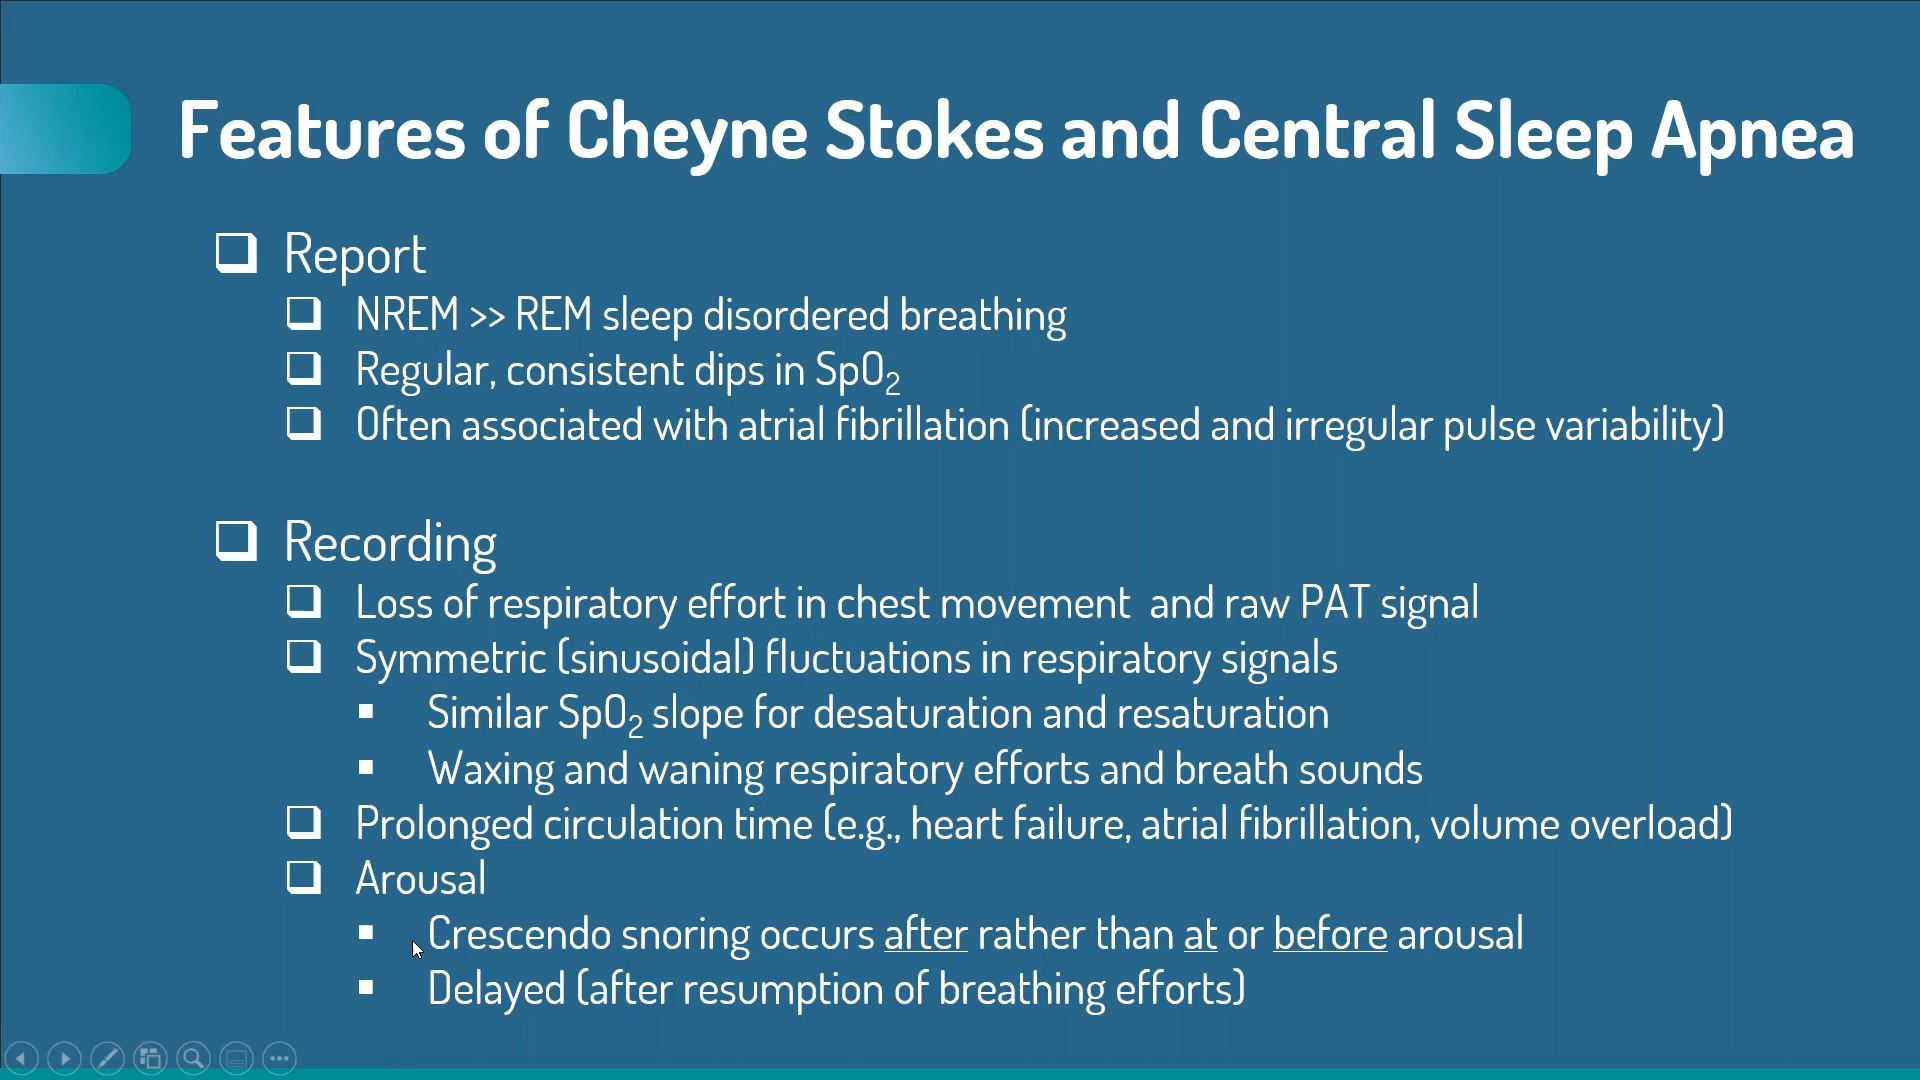 Features of Cheyne Stokes and Central Sleep Apnea
Report
NREM >> REM sleep disordered breathing
Regular, consistent dips in SpO₂
Often associated with atrial fibrillation (increased and irregular pulse variability)
Recording
Loss of respiratory effort in chest movement  and raw PAT signal
Symmetric (sinusoidal) fluctuations in respiratory signals
Similar SpO₂ slope for desaturation and resaturation
Waxing and waning respiratory efforts and breath sounds
Prolonged circulation time (e.g., heart failure, atrial fibrillation, volume overload)
Arousal
Crescendo snoring occurs after rather than at or before arousal
Delayed (after resumption of breathing efforts)